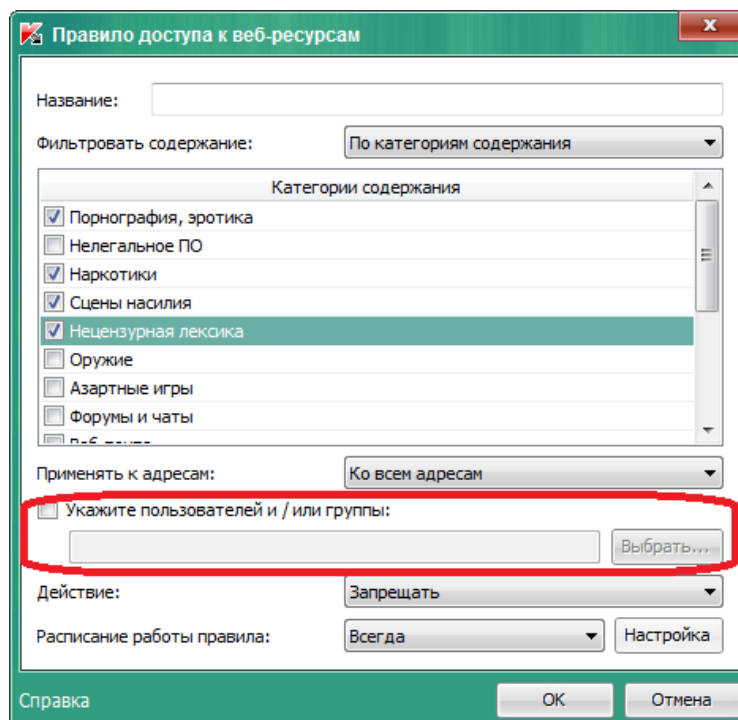 Правило доступа к веб-ресурсам
Название:
Фильтровать содержание: По категориям содержания
Категории содержания
Порнография, эротика
Нелегальное ПО
Наркотики
Сцены насилия
Нецензурная лексика
Оружие
Азартные игры
Форумы и чаты
Применять к адресам: Ко всем адресам
Укажите пользователей и / или группы:
Выбрать...
Действие: Запрещать
Расписание работы правила: Всегда Настройка
Справка OK Отмена